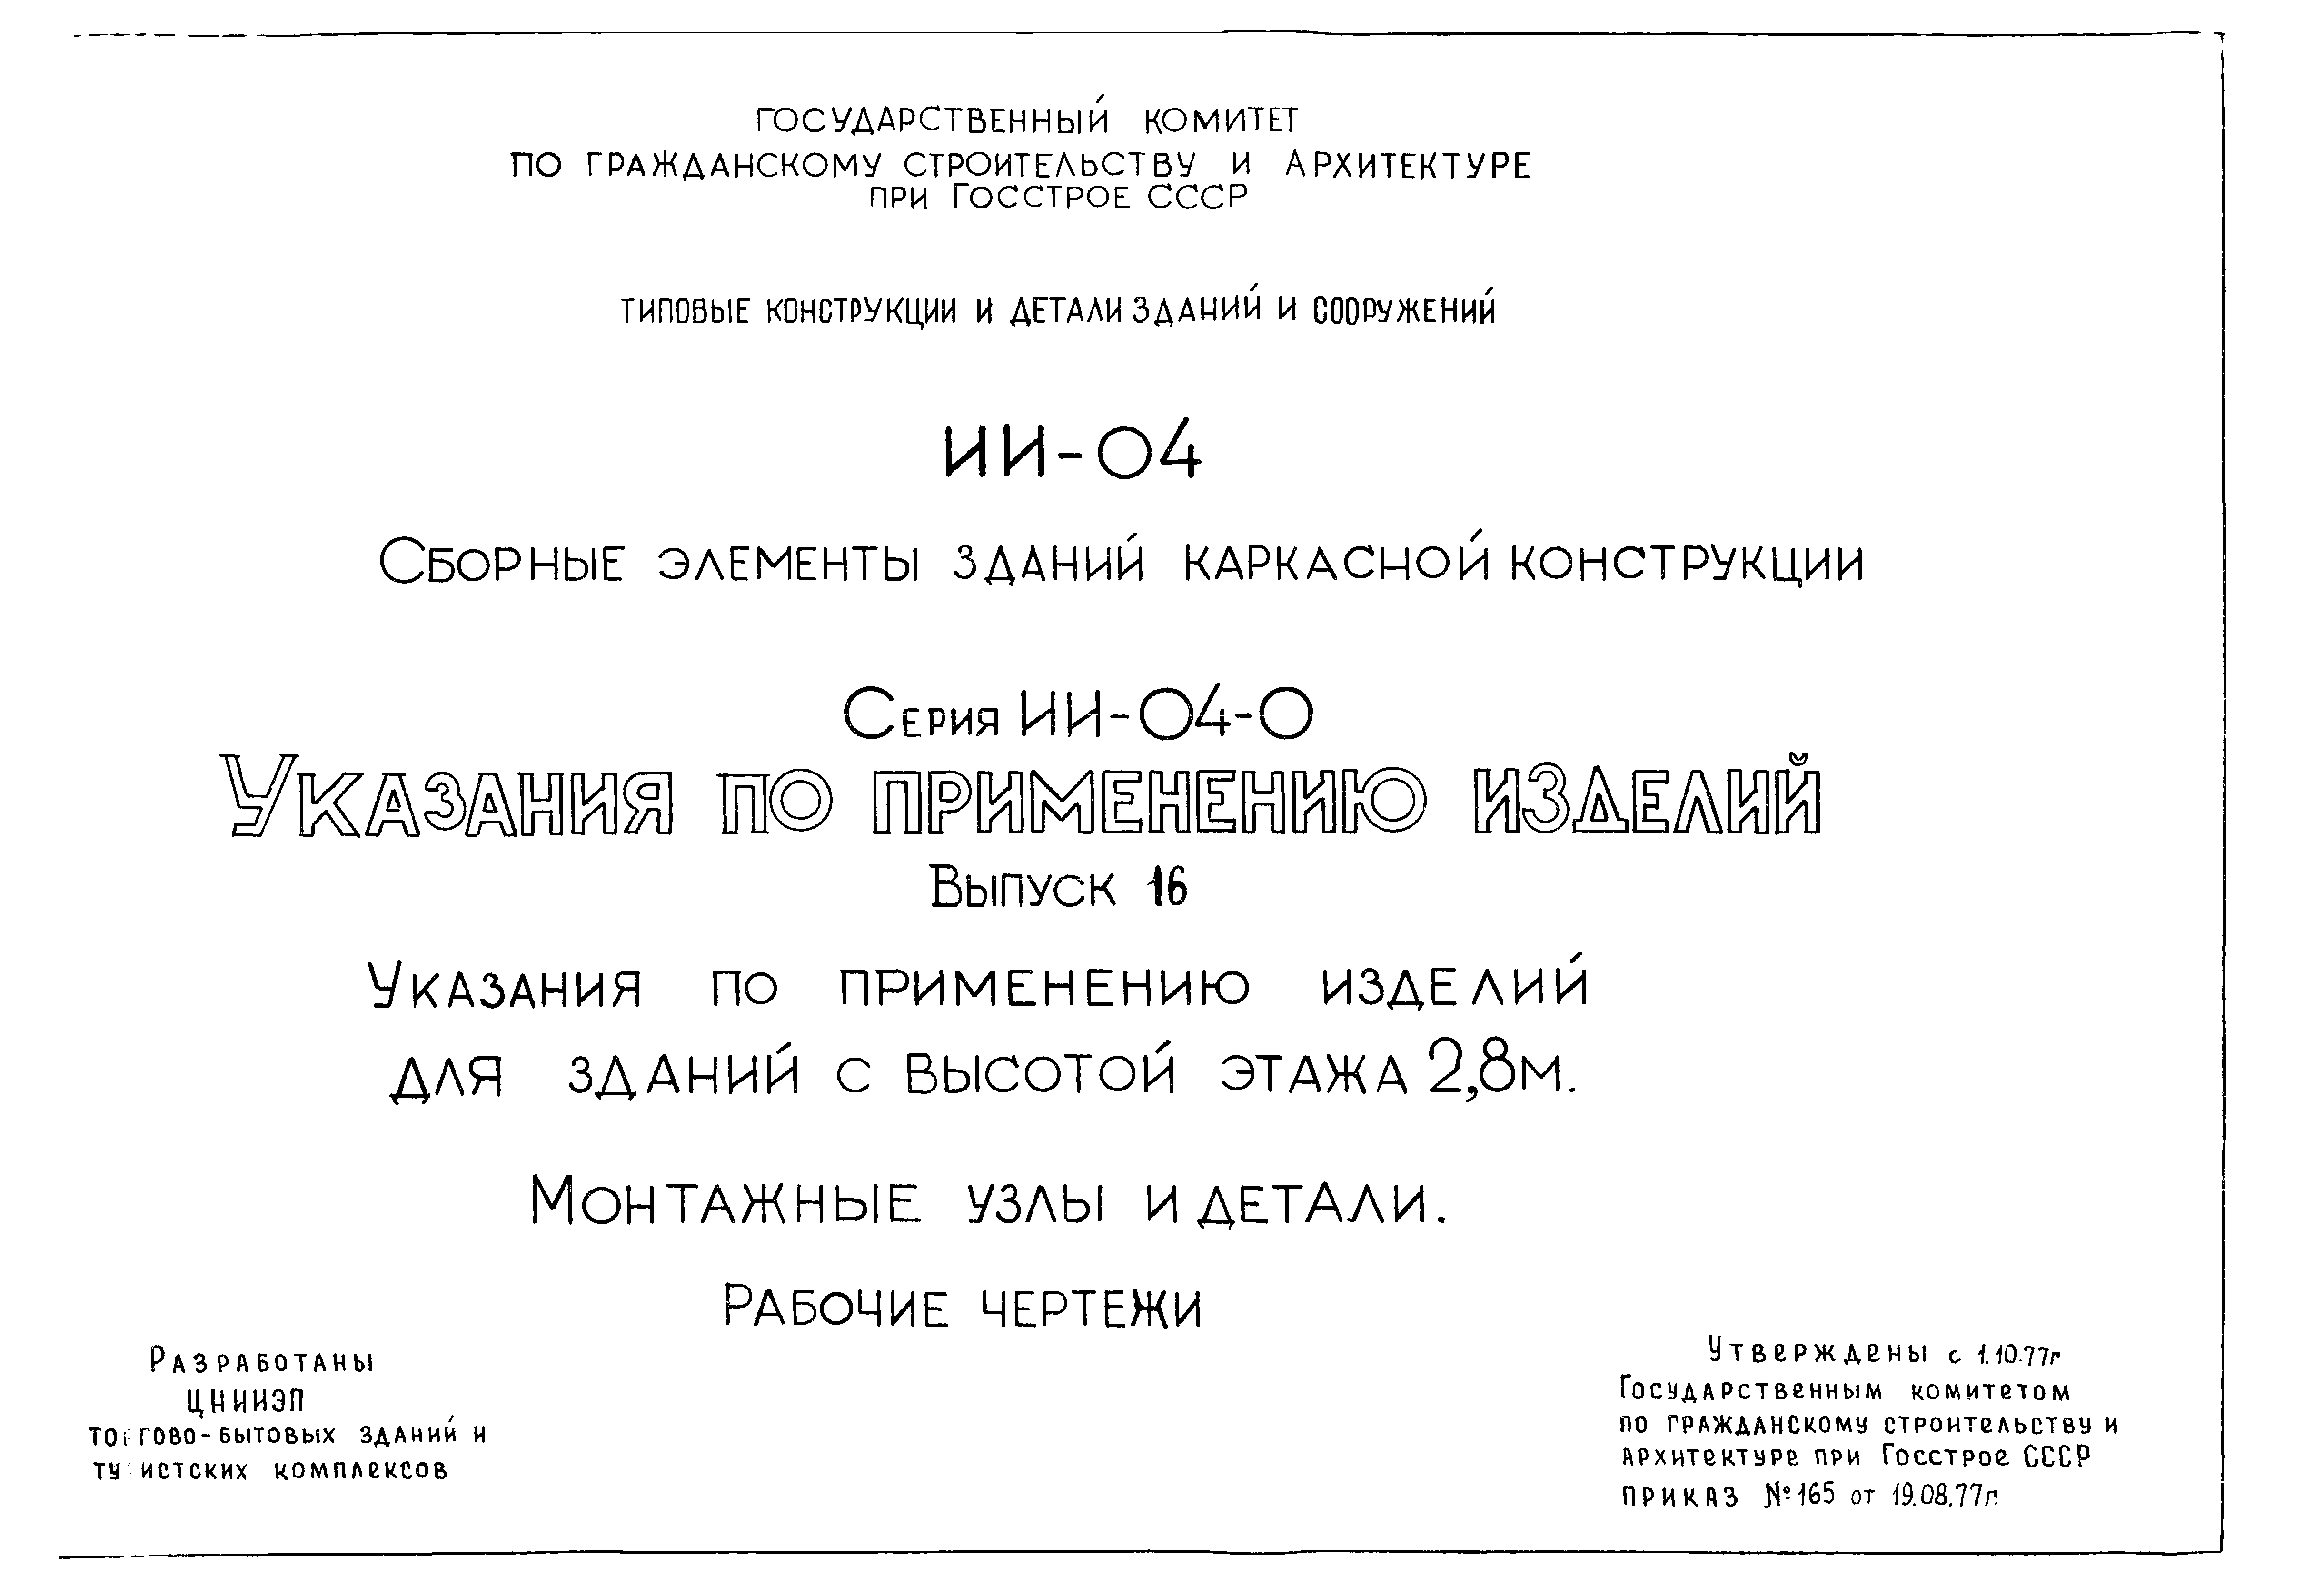 ГОСУДАРСТВЕННЫЙ КОМИТЕТ
ПО ГРАЖДАНСКОМУ СТРОИТЕЛЬСТВУ И АРХИТЕКТУРЕ
ПРИ ГОССТРОЕ СССР
ТИПОВЫЕ КОНСТРУКЦИИ И ДЕТАЛИ ЗДАНИЙ И СООРУЖЕНИЙ
ИИ-04
СБОРНЫЕ ЭЛЕМЕНТЫ ЗДАНИЙ КАРКАСНОЙ КОНСТРУКЦИИ
СЕРИЯ ИИ-04-0
УКАЗАНИЯ ПО ПРИМЕНЕНИЮ ИЗДЕЛИЙ
ВЫПУСК 16
УКАЗАНИЯ ПО ПРИМЕНЕНИЮ ИЗДЕЛИЙ
ДЛЯ ЗДАНИЙ С ВЫСОТОЙ ЭТАЖА 2,8М.
МОНТАЖНЫЕ УЗЛЫ И ДЕТАЛИ.
РАБОЧИЕ ЧЕРТЕЖИ
РАЗРАБОТАНЫ
ЦНИИЭП
ТОРГОВО-БЫТОВЫХ ЗДАНИЙ И
ТУРИСТСКИХ КОМПЛЕКСОВ
УТВЕРЖДЕНЫ с 1.10.77г
ГОСУДАРСТВЕННЫМ КОМИТЕТОМ
ПО ГРАЖДАНСКОМУ СТРОИТЕЛЬСТВУ И
АРХИТЕКТУРЕ ПРИ ГОССТРОЕ СССР
ПРИКАЗ №165 от 19.08.77г.